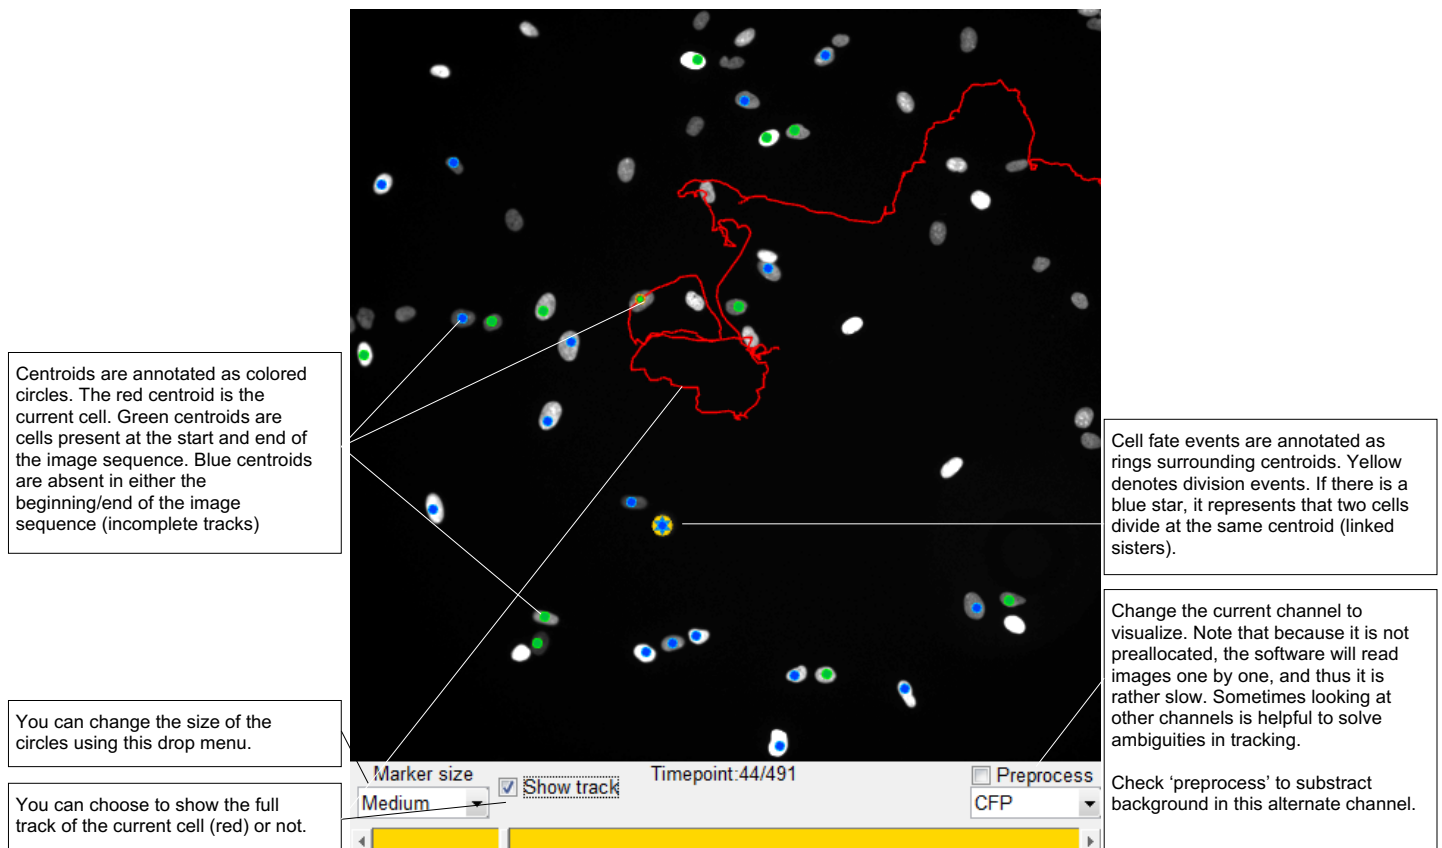 Centroids are annotated as colored
circles. The red centroid is the
current cell. Green centroids are
cells present at the start and end of
the image sequence. Blue centroids
are absent in either the
beginning/end of the image
sequence (incomplete tracks)
You can change the size of the
circles using this drop menu.
You can choose to show the full
track of the current cell (red) or not.
Cell fate events are annotated as
rings surrounding centroids. Yellow
denotes division events. If there is a
blue star, it represents that two cells
divide at the same centroid (linked
sisters).
Change the current channel to
visualize. Note that because it is not
preallocated, the software will read
images one by one, and thus it is
rather slow. Sometimes looking at
other channels is helpful to solve
ambiguities in tracking.
Check ‘preprocess’ to substract
background in this alternate channel.
Marker size
Medium
Show track
Timepoint:44/491
Preprocess
CFP